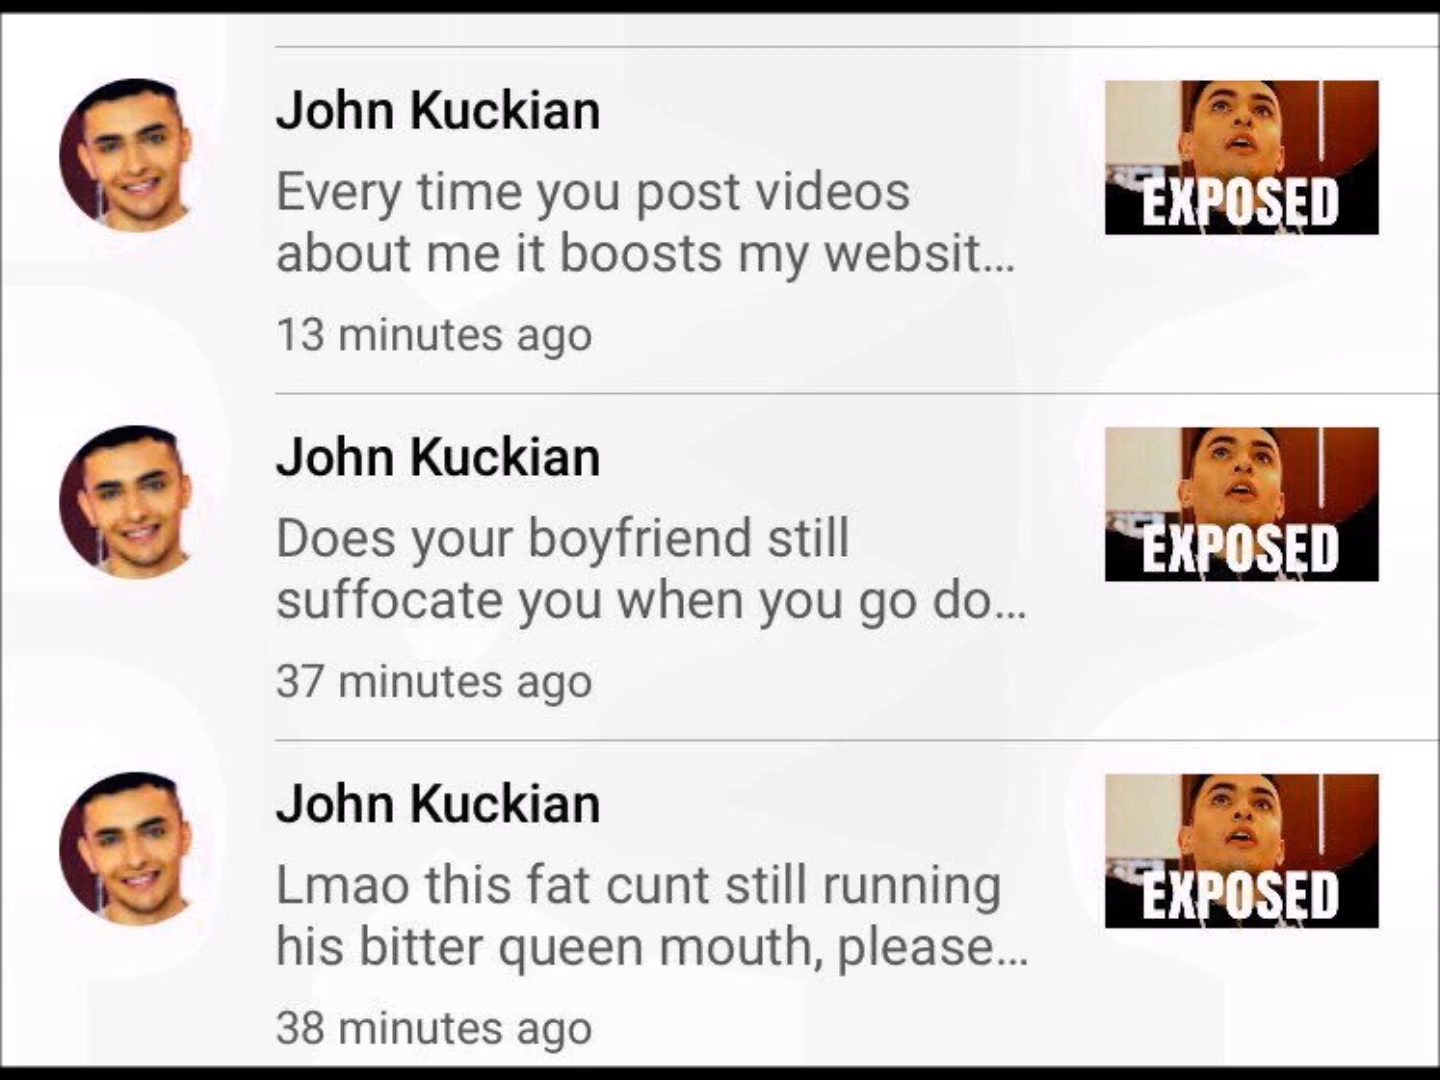 John Kuckian
Every time you post videos
about me it boosts my websit...
13 minutes ago
EXPOSED
John Kuckian
Does your boyfriend still
suffocate you when you go do...
37 minutes ago
EXPOSED
John Kuckian
Lmao this fat cunt still running
his bitter queen mouth, please...
38 minutes ago
EXPOSED